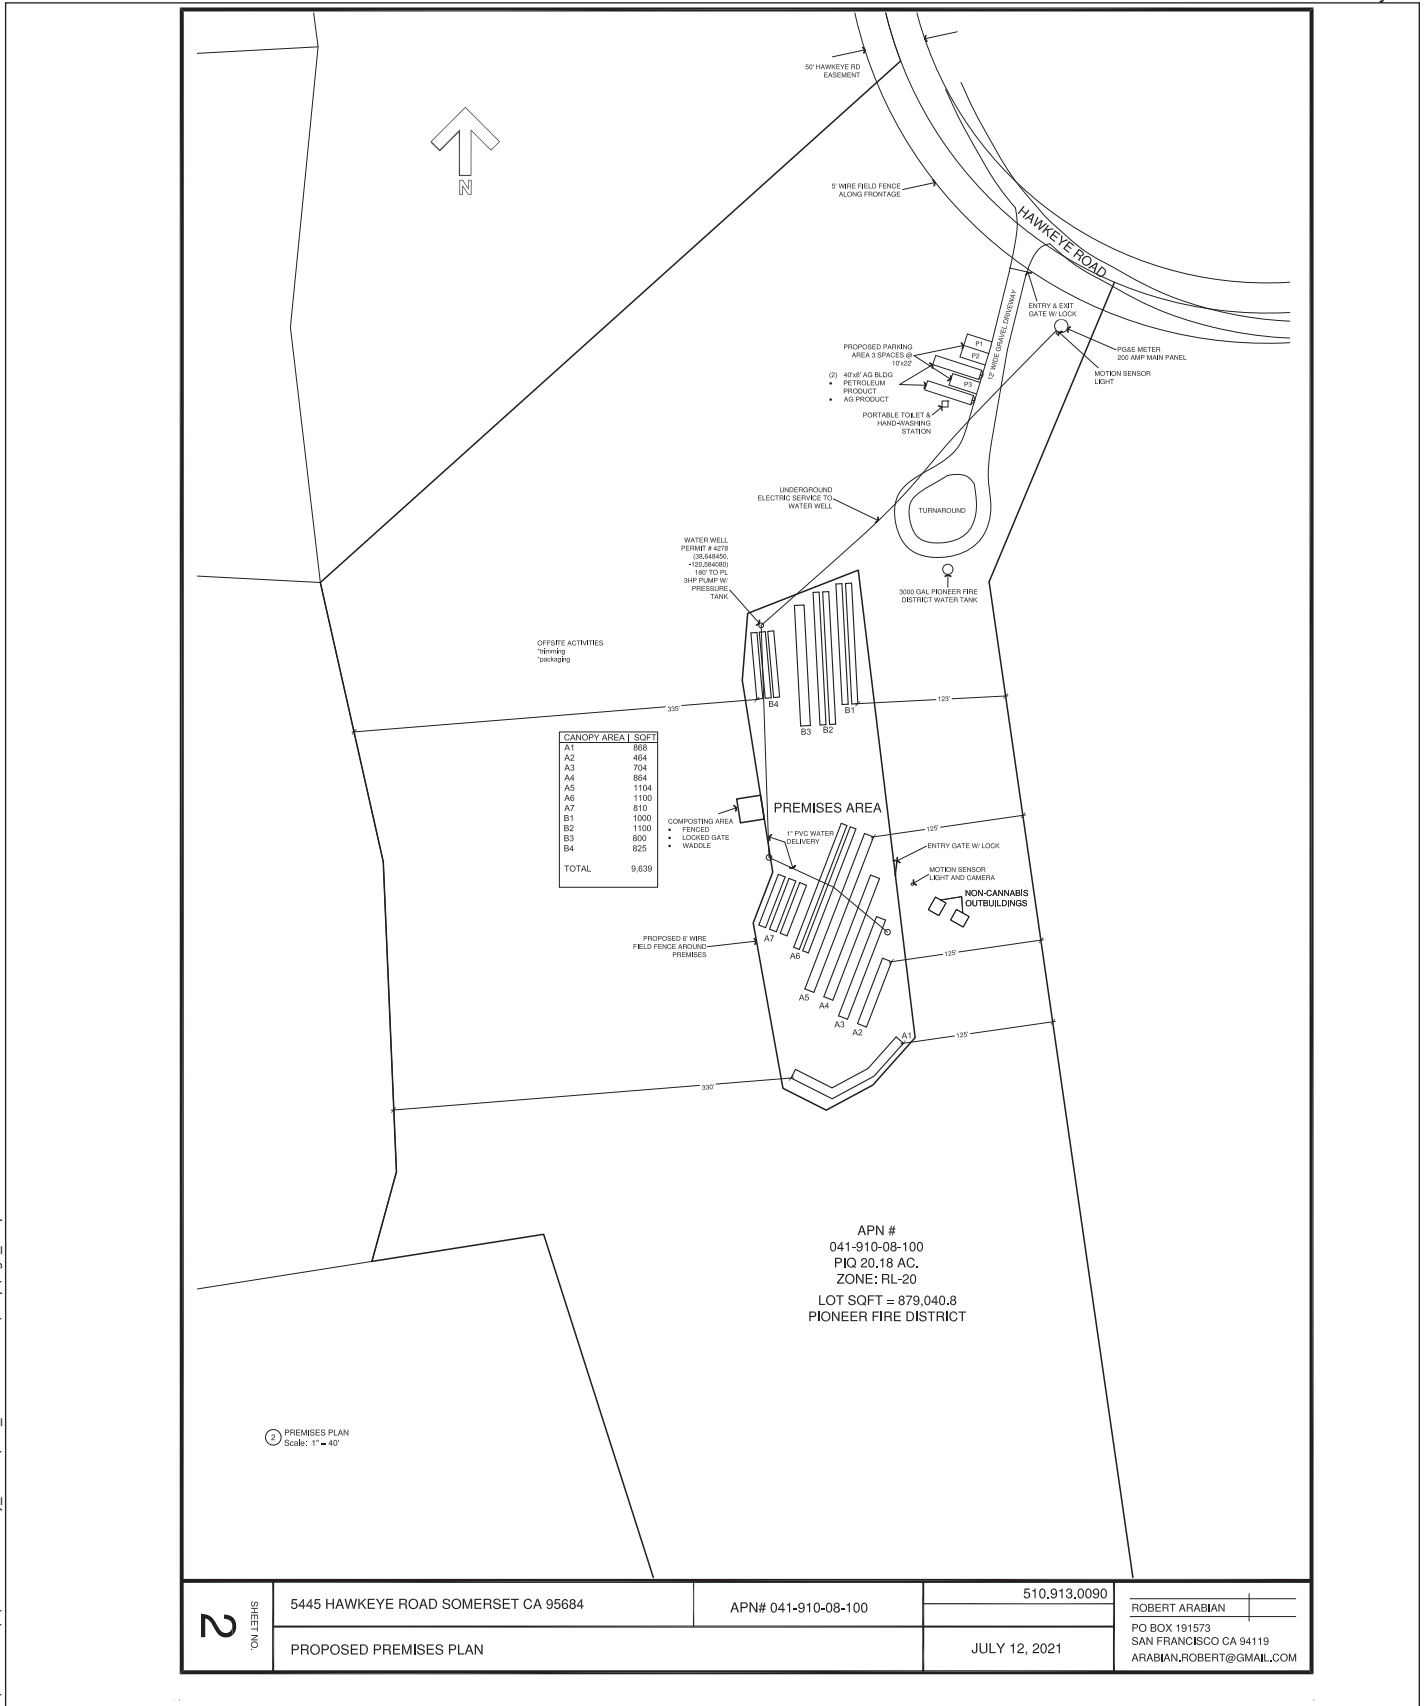 50' HAWKEYE RD
EASEMENT
N
5' WIRE FIELD FENCE
ALONG FRONTAGE
HAWKEYE ROAD
12' WIDE GRAVEL DRIVEWAY
ENTRY & EXIT
GATE W/ LOCK
PROPOSED PARKING
AREA 3 SPACES @
10'x22'
P1
P2
P3
PG&E METER
200 AMP MAIN PANEL
MOTION SENSOR
LIGHT
(2) 40'x8' AG BLDG
• PETROLEUM
PRODUCT
• AG PRODUCT
PORTABLE TOILET &
HAND-WASHING
STATION
UNDERGROUND
ELECTRIC SERVICE TO
WATER WELL
TURNAROUND
WATER WELL
PERMIT # 4278
(38.648450,
-120.584080)
180' TO PL
3HP PUMP W/
PRESSURE
TANK
3000 GAL PIONEER FIRE
DISTRICT WATER TANK
OFFSITE ACTIVITIES
*trimming
*packaging
335'
B4
B3
B2
B1
123'
CANOPY AREA | SQFT
A1 868
A2 464
A3 704
A4 864
A5 1104
A6 1100
A7 810
B1 1000
B2 1100
B3 800
B4 825
TOTAL 9,639
COMPOSTING AREA
• FENCED
• LOCKED GATE
• WADDLE
PREMISES AREA
1" PVC WATER
DELIVERY
125'
ENTRY GATE W/ LOCK
MOTION SENSOR
LIGHT AND CAMERA
NON-CANNABIS
OUTBUILDINGS
PROPOSED 6' WIRE
FIELD FENCE AROUND
PREMISES
A7
A6
A5
A4
A3
A2
A1
125'
125'
330'
APN #
041-910-08-100
PIQ 20.18 AC.
ZONE: RL-20
LOT SQFT = 879,040.8
PIONEER FIRE DISTRICT
2 PREMISES PLAN
Scale: 1" = 40'
2
SHEET NO.
5445 HAWKEYE ROAD SOMERSET CA 95684
PROPOSED PREMISES PLAN
APN# 041-910-08-100
510.913.0090
JULY 12, 2021
ROBERT ARABIAN
PO BOX 191573
SAN FRANCISCO CA 94119
ARABIAN.ROBERT@GMAIL.COM